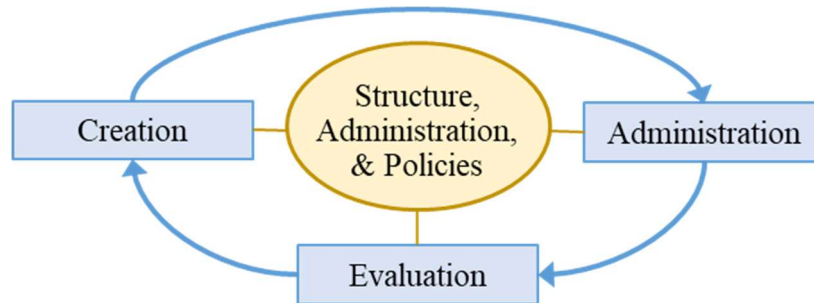 Structure,
Administration,
& Policies
Creation
Administration
Evaluation